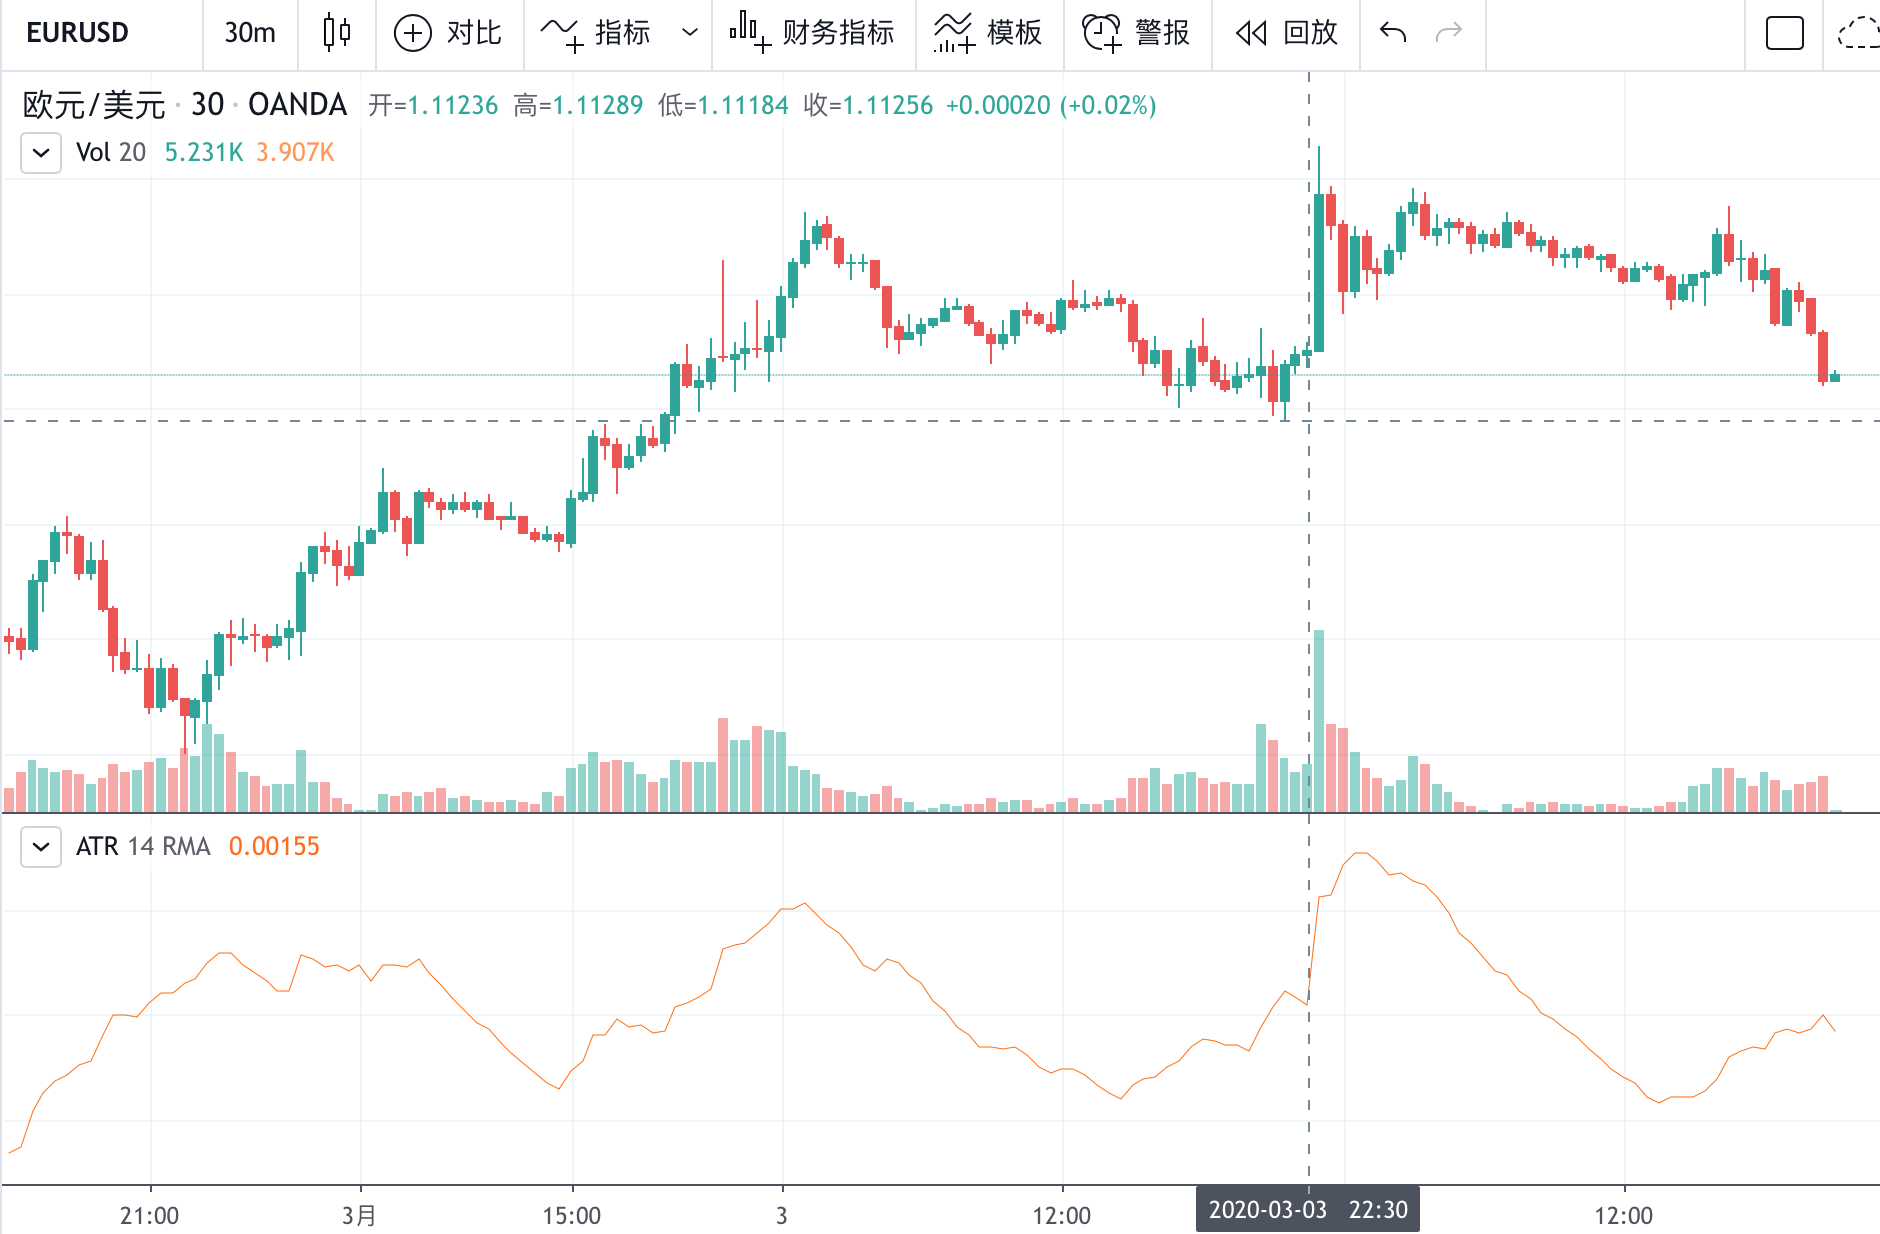 EURUSD 30m 对比 指标 财务指标 模板 警报 回放
欧元/美元 · 30 · OANDA 开=1.11236 高=1.11289 低=1.11184 收=1.11256 +0.00020 (+0.02%)
Vol 20 5.231K 3.907K
ATR 14 RMA 0.00155
21:00 3月 15:00 3 12:00 2020-03-03 22:30 12:00